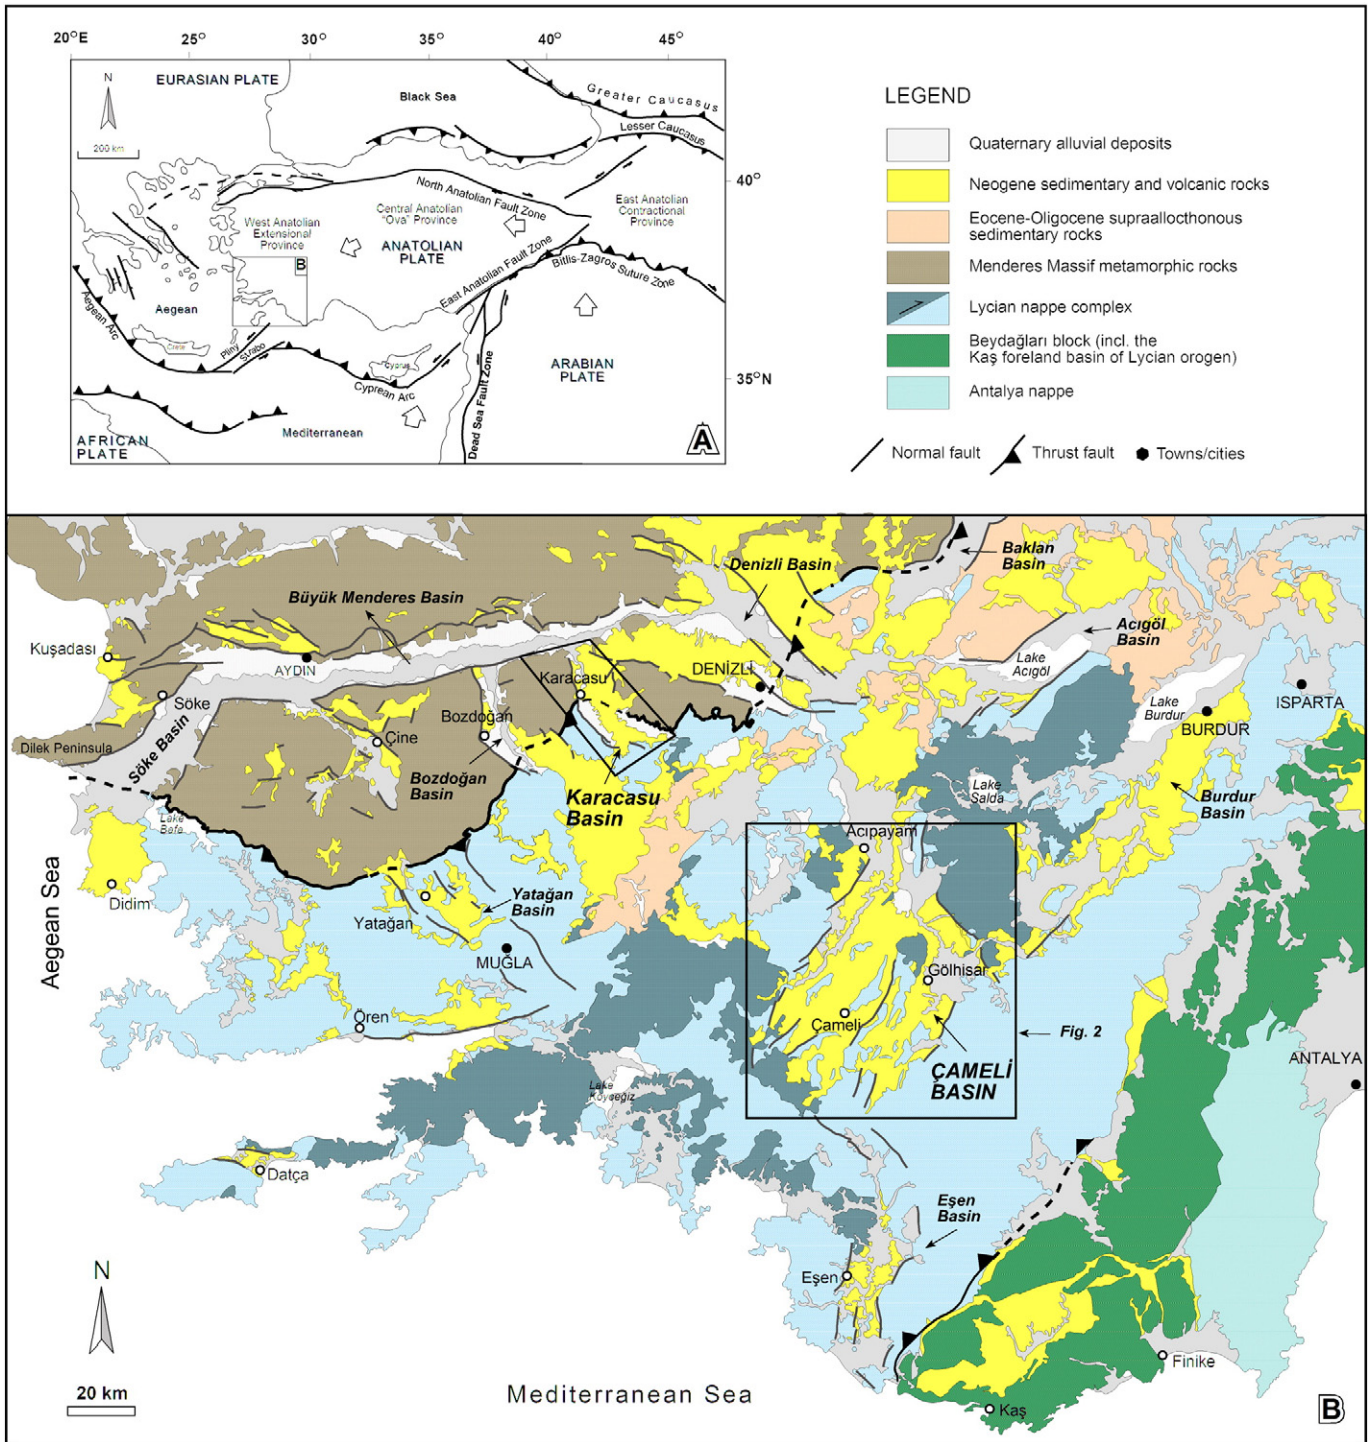 20°E 25° 30° 35° 40° 45°
N
200 km
EURASIAN PLATE
Black Sea
Greater Caucasus
Lesser Caucasus
40°
North Anatolian Fault Zone
East Anatolian
Contractional
Province
West Anatolian
Extensional
Province
Central Anatolian
"Ova" Province
ANATOLIAN
PLATE
B
East Anatolian Fault Zone
Bitlis-Zagros Suture Zone
Aegean
Aegean Arc
Crete
Pliny
Strabo
Cyprus
Cyprean Arc
Dead Sea Fault Zone
ARABIAN
PLATE
35°N
Mediterranean
AFRICAN
PLATE
A
LEGEND
Quaternary alluvial deposits
Neogene sedimentary and volcanic rocks
Eocene-Oligocene supraallocthonous
sedimentary rocks
Menderes Massif metamorphic rocks
Lycian nappe complex
Beydağları block (incl. the
Kaş foreland basin of Lycian orogen)
Antalya nappe
Normal fault
Thrust fault
Towns/cities
Baklan
Basin
Denizli Basin
Büyük Menderes Basin
Acıgöl
Basin
Kuşadası
AYDIN
Lake
Acıgöl
DENİZLİ
Karacasu
ISPARTA
Söke
Lake
Burdur
BURDUR
Bozdoğan
Çine
Dilek Peninsula
Söke Basin
Bozdoğan
Basin
Karacasu
Basin
Lake
Salda
Burdur
Basin
Lake
Bafa
Acıpayam
Aegean Sea
Didim
Yatağan
Yatağan
Basin
MUĞLA
Gölhisar
Ören
Çameli
Fig. 2
ÇAMELİ
BASIN
ANTALYA
Lake
Köyceğiz
Datça
Eşen
Basin
N
Eşen
Finike
20 km
Mediterranean Sea
Kaş
B